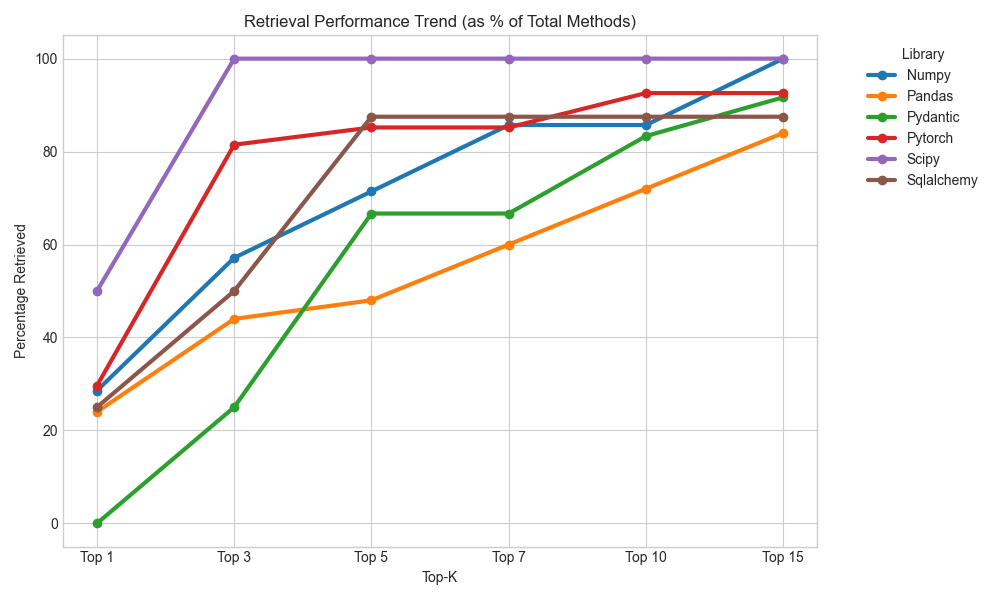 Retrieval Performance Trend (as % of Total Methods)
Percentage Retrieved
100
80
60
40
20
0
Top 1 Top 3 Top 5 Top 7 Top 10 Top 15
Top-K
Library
Numpy
Pandas
Pydantic
Pytorch
Scipy
Sqlalchemy